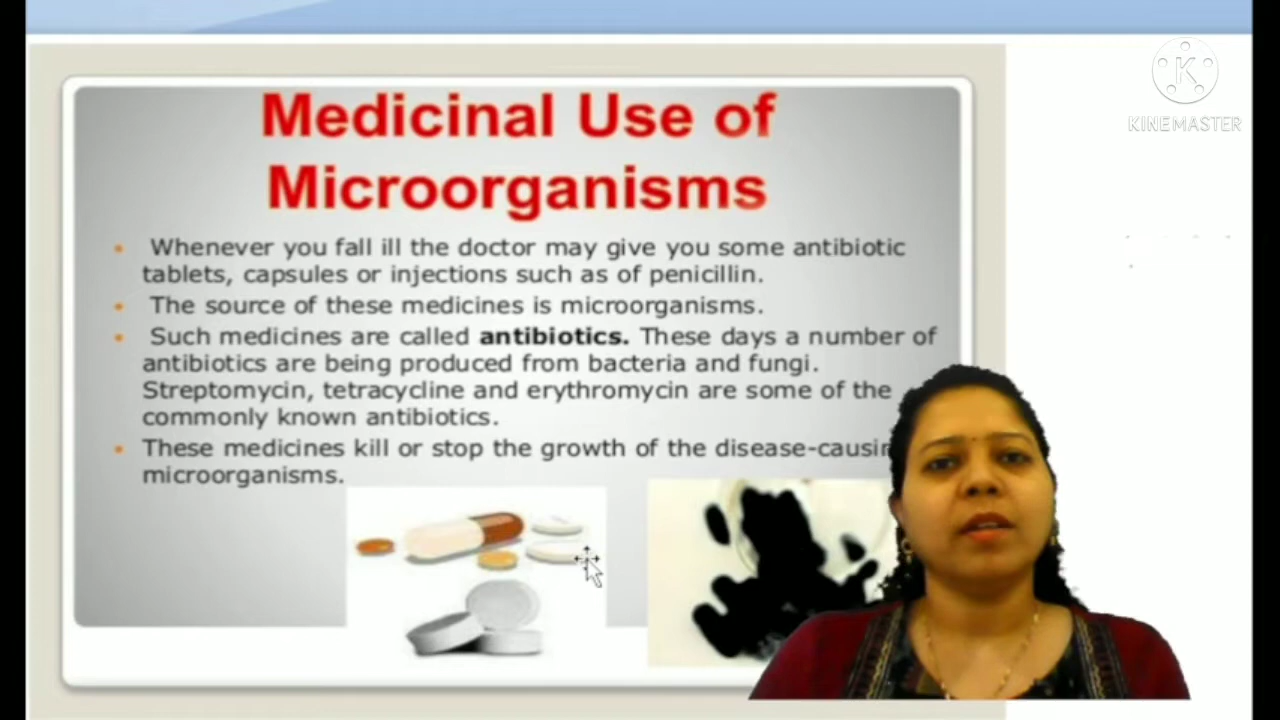 Medicinal Use of
Microorganisms
Whenever you fall ill the doctor may give you some antibiotic
tablets, capsules or injections such as of penicillin.
The source of these medicines is microorganisms.
Such medicines are called antibiotics. These days a number of
antibiotics are being produced from bacteria and fungi.
Streptomycin, tetracycline and erythromycin are some of the
commonly known antibiotics.
These medicines kill or stop the growth of the disease-causin
microorganisms.
K
KINEMASTER